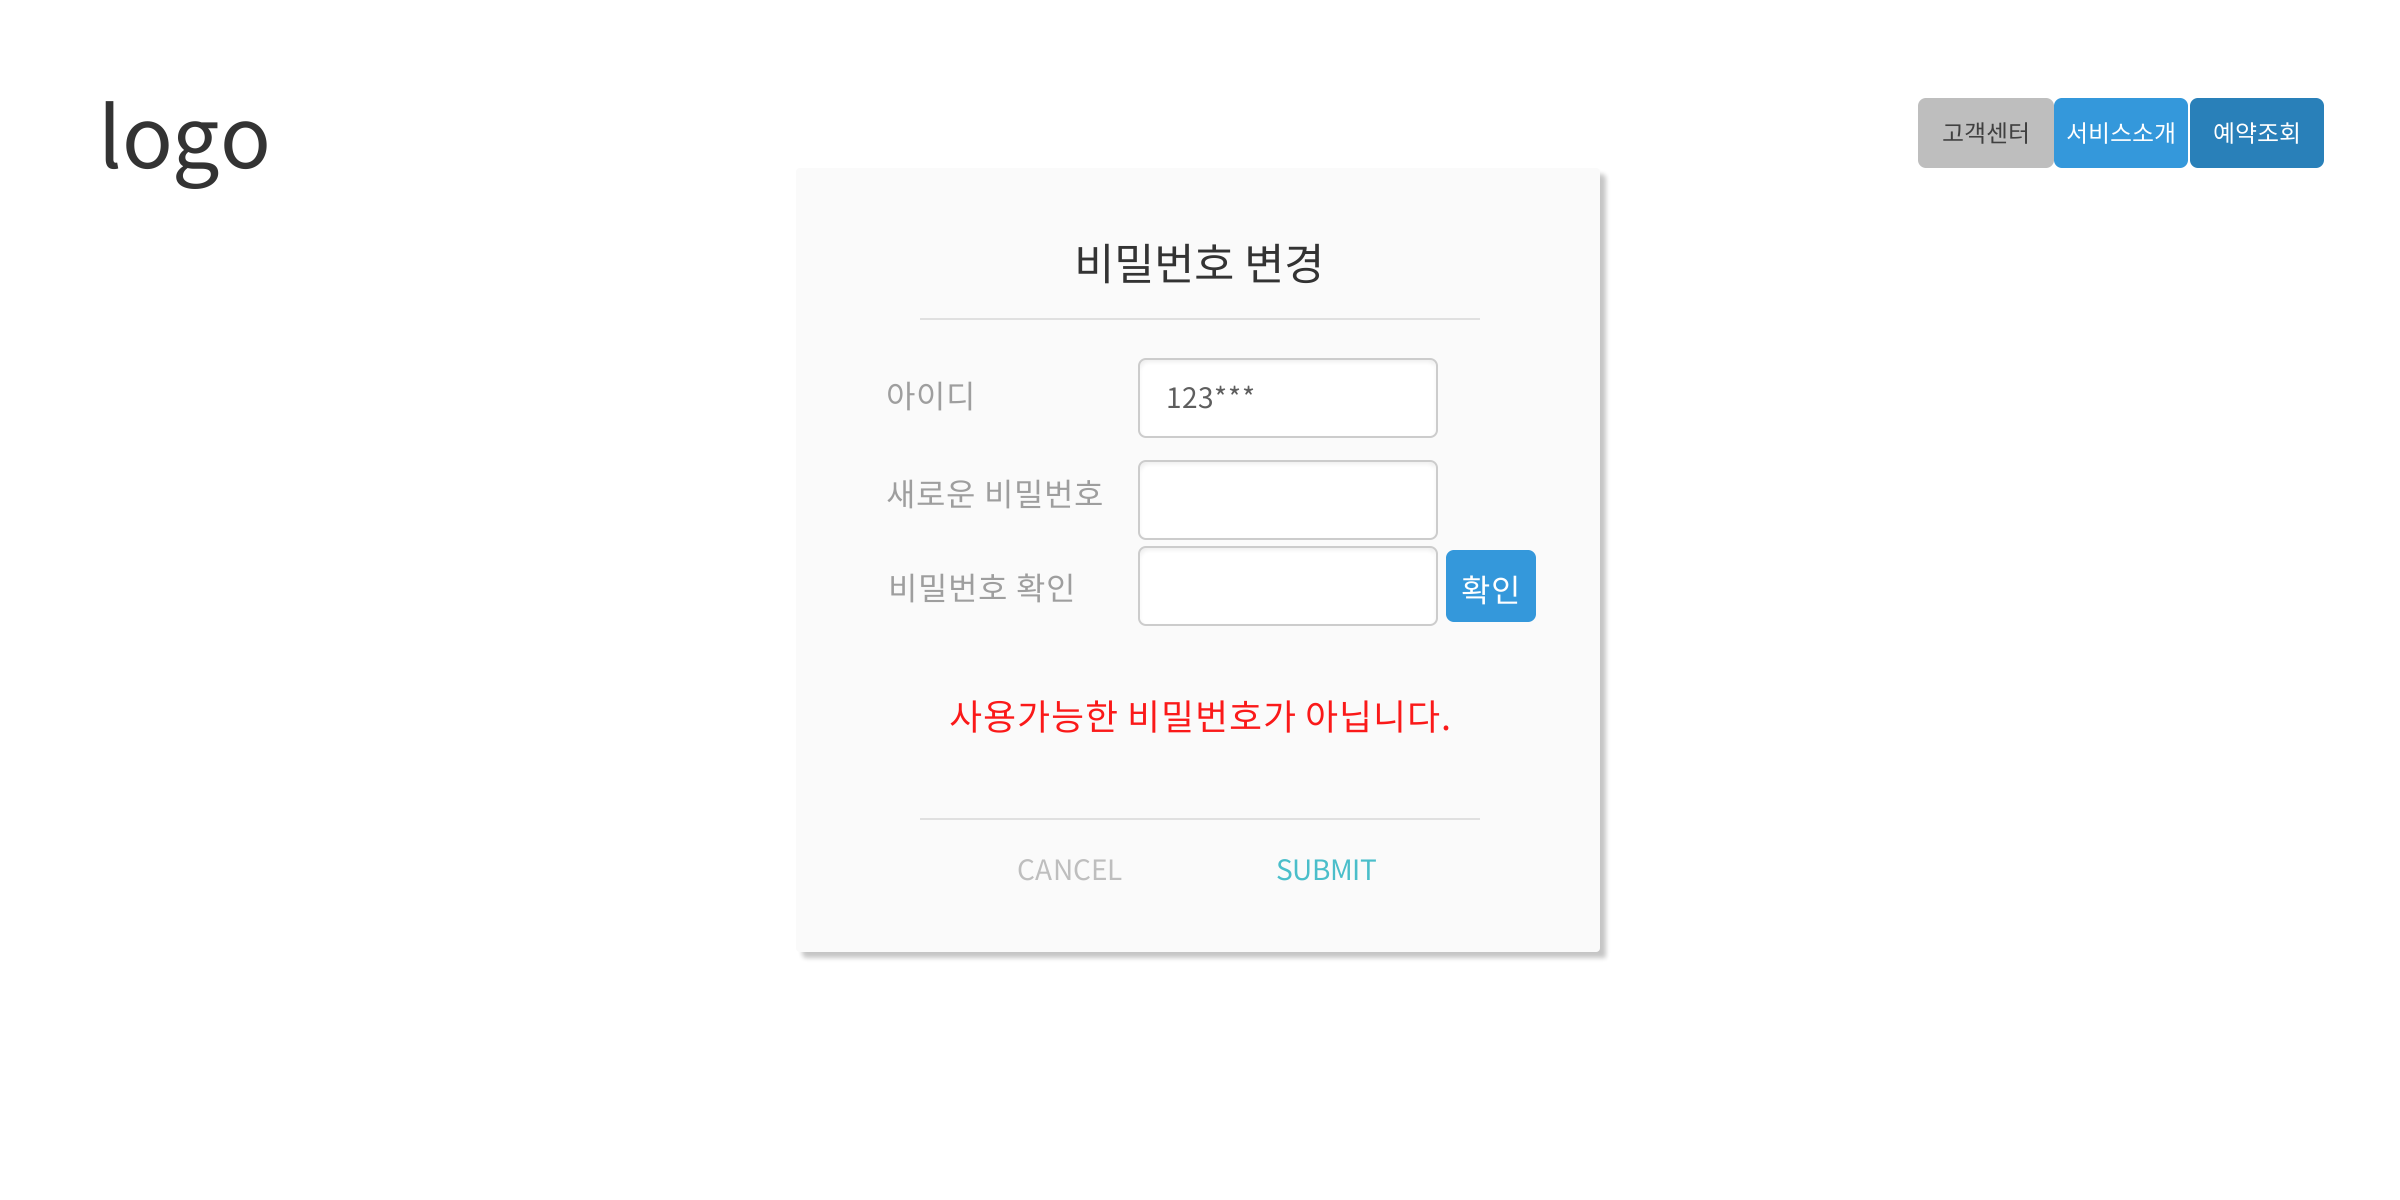 logo
고객센터 서비스소개 예약조회
비밀번호 변경
아이디 123***
새로운 비밀번호
비밀번호 확인 확인
사용가능한 비밀번호가 아닙니다.
CANCEL SUBMIT